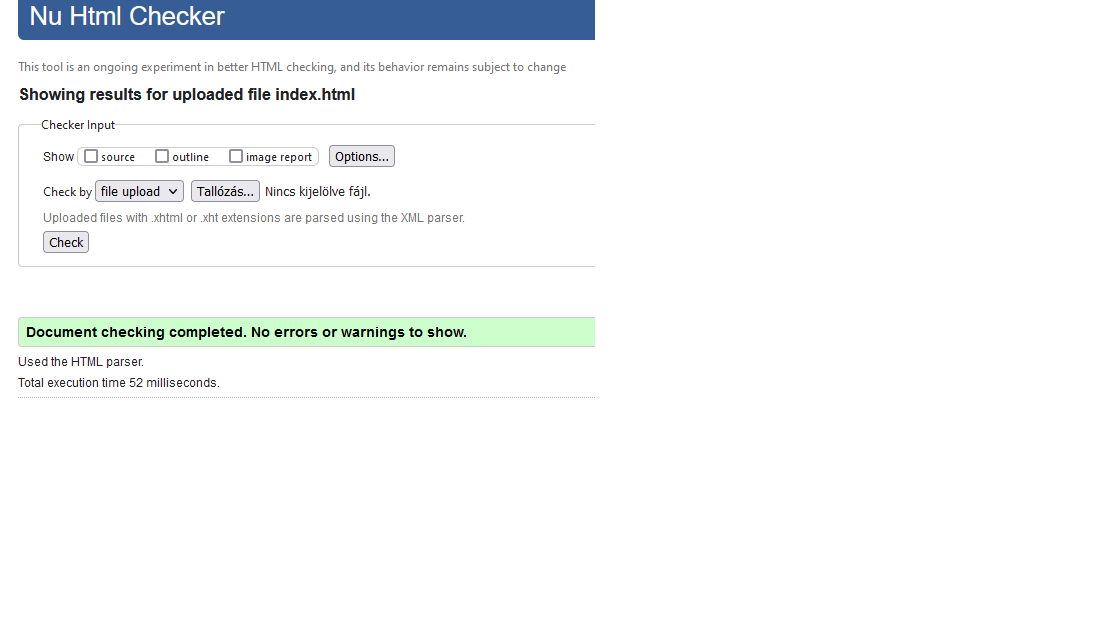 Nu Html Checker
This tool is an ongoing experiment in better HTML checking, and its behavior remains subject to change
Showing results for uploaded file index.html
Checker Input
Show source outline image report Options...
Check by file upload Tallózás... Nincs kijelölve fájl.
Uploaded files with .xhtml or .xht extensions are parsed using the XML parser.
Check
Document checking completed. No errors or warnings to show.
Used the HTML parser.
Total execution time 52 milliseconds.